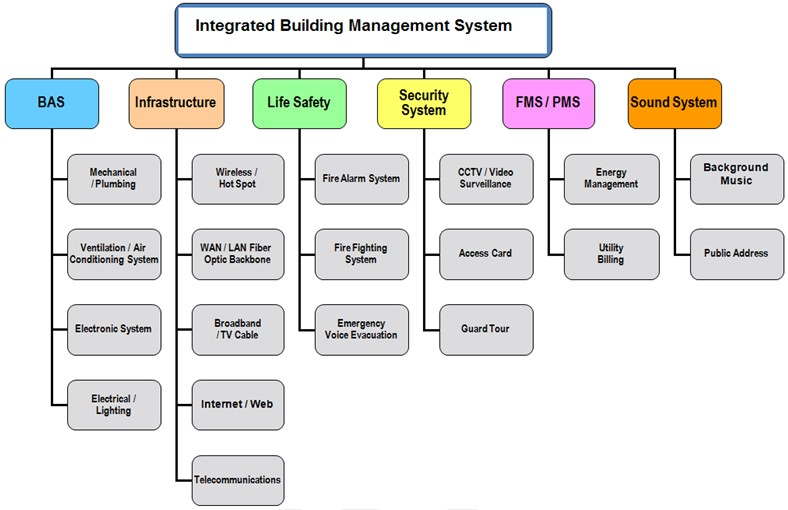 Integrated Building Management System
BAS
Infrastructure
Life Safety
Security
System
FMS / PMS
Sound System
Mechanical
/ Plumbing
Ventilation / Air
Conditioning System
Electronic System
Electrical /
Lighting
Wireless /
Hot Spot
WAN / LAN Fiber
Optic Backbone
Broadband
/ TV Cable
Internet / Web
Telecommunications
Fire Alarm System
Fire Fighting
System
Emergency
Voice Evacuation
CCTV / Video
Surveillance
Access Card
Guard Tour
Energy
Management
Utility
Billing
Background
Music
Public Address